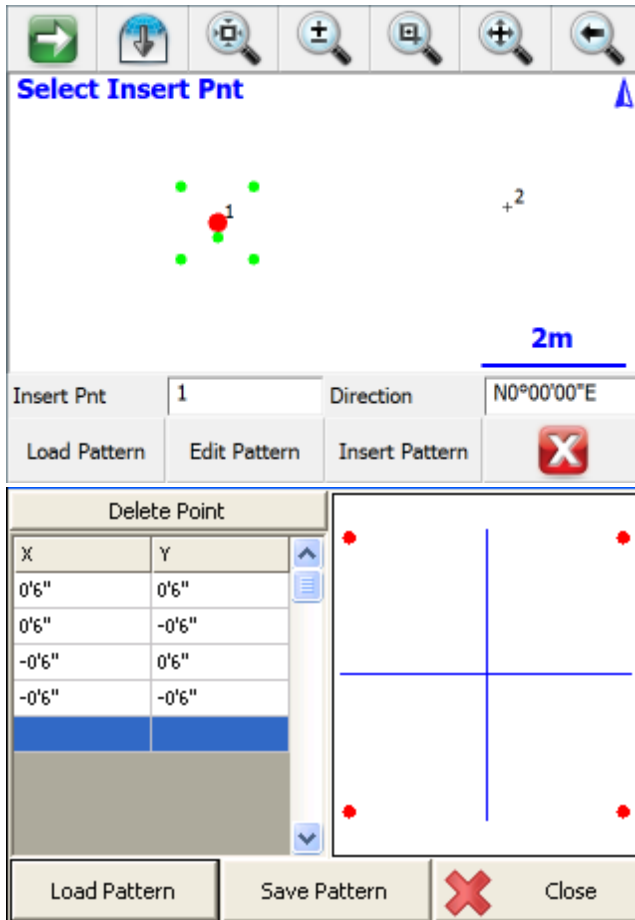 Select Insert Pnt
1
2
2m
Insert Pnt 1 Direction N0°00'00"E
Load Pattern Edit Pattern Insert Pattern
Delete Point
X Y
0'6" 0'6"
0'6" -0'6"
-0'6" 0'6"
-0'6" -0'6"
Load Pattern Save Pattern Close